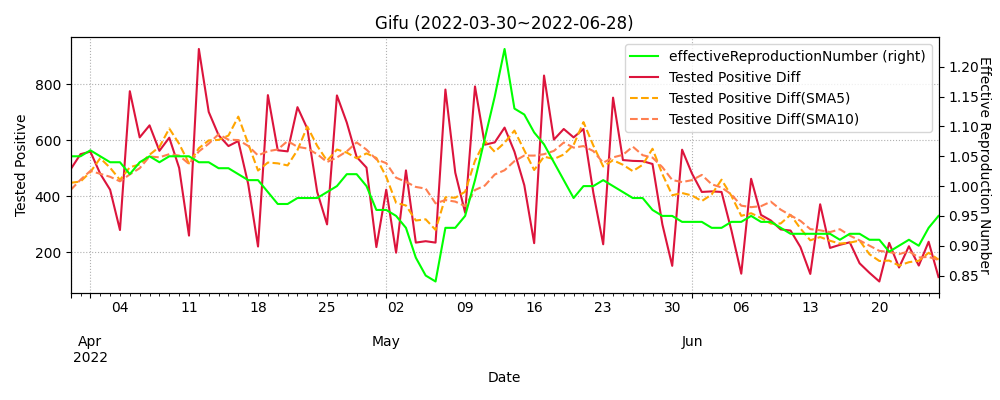 Gifu (2022-03-30~2022-06-28)
effectiveReproductionNumber (right)
Tested Positive Diff
Tested Positive Diff(SMA5)
Tested Positive Diff(SMA10)
Tested Positive
800
600
400
200
1.20
1.15
1.10
1.05
1.00
0.95
0.90
0.85
Effective Reproduction Number
04 11 18 25 02 09 16 23 30 06 13 20
Apr May Jun
2022
Date